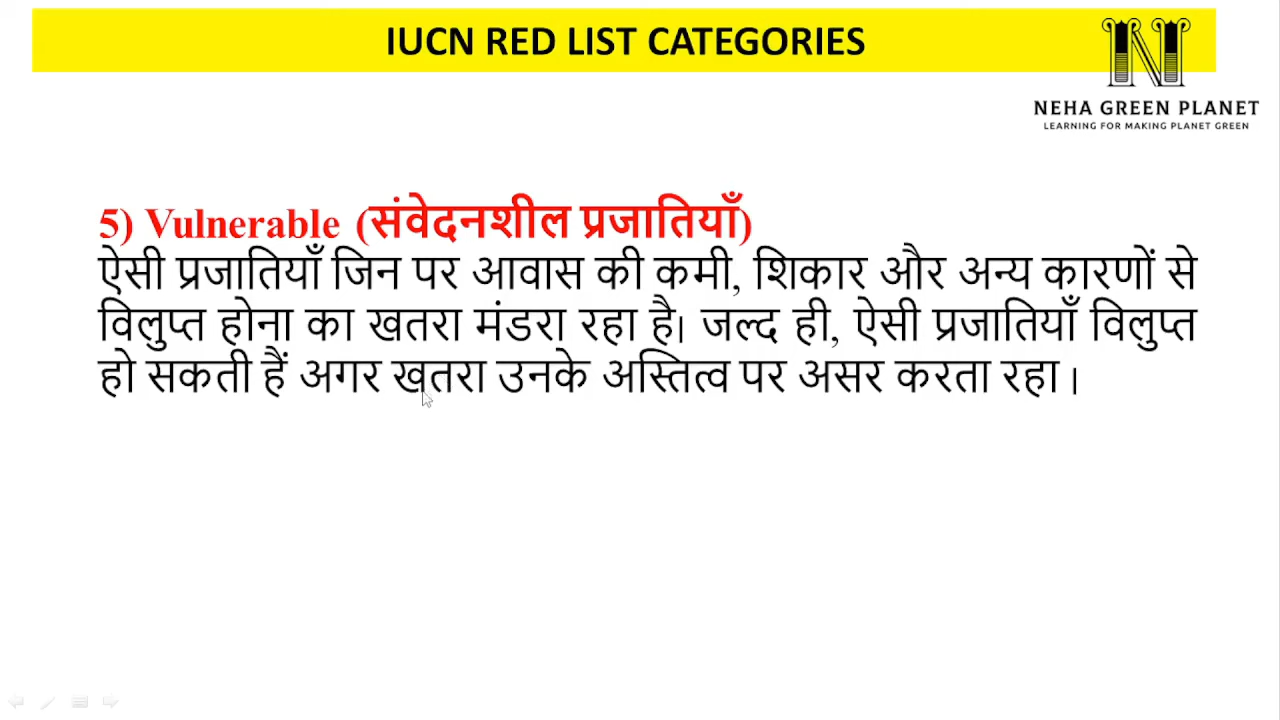 IUCN RED LIST CATEGORIES
NEHA GREEN PLANET
LEARNING FOR MAKING PLANET GREEN
5) Vulnerable (संवेदनशील प्रजातियाँ)
ऐसी प्रजातियाँ जिन पर आवास की कमी, शिकार और अन्य कारणों से
विलुप्त होना का खतरा मंडरा रहा है। जल्द ही, ऐसी प्रजातियाँ विलुप्त
हो सकती हैं अगर खतरा उनके अस्तित्व पर असर करता रहा ।